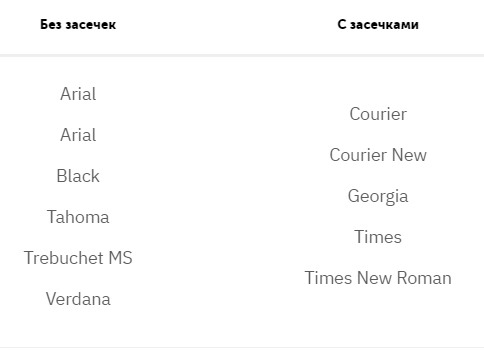 Без засечек
С засечками
Arial
Arial
Black
Tahoma
Trebuchet MS
Verdana
Courier
Courier New
Georgia
Times
Times New Roman